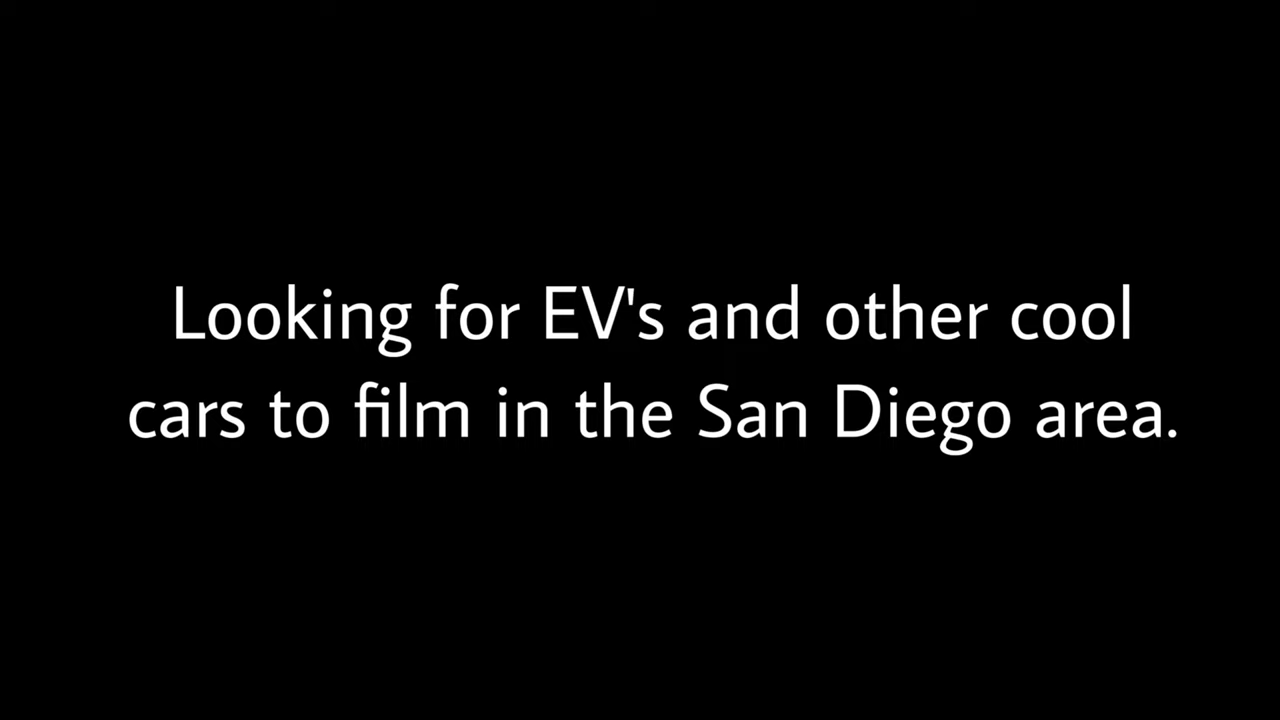 Looking for EV's and other cool
cars to film in the San Diego area.